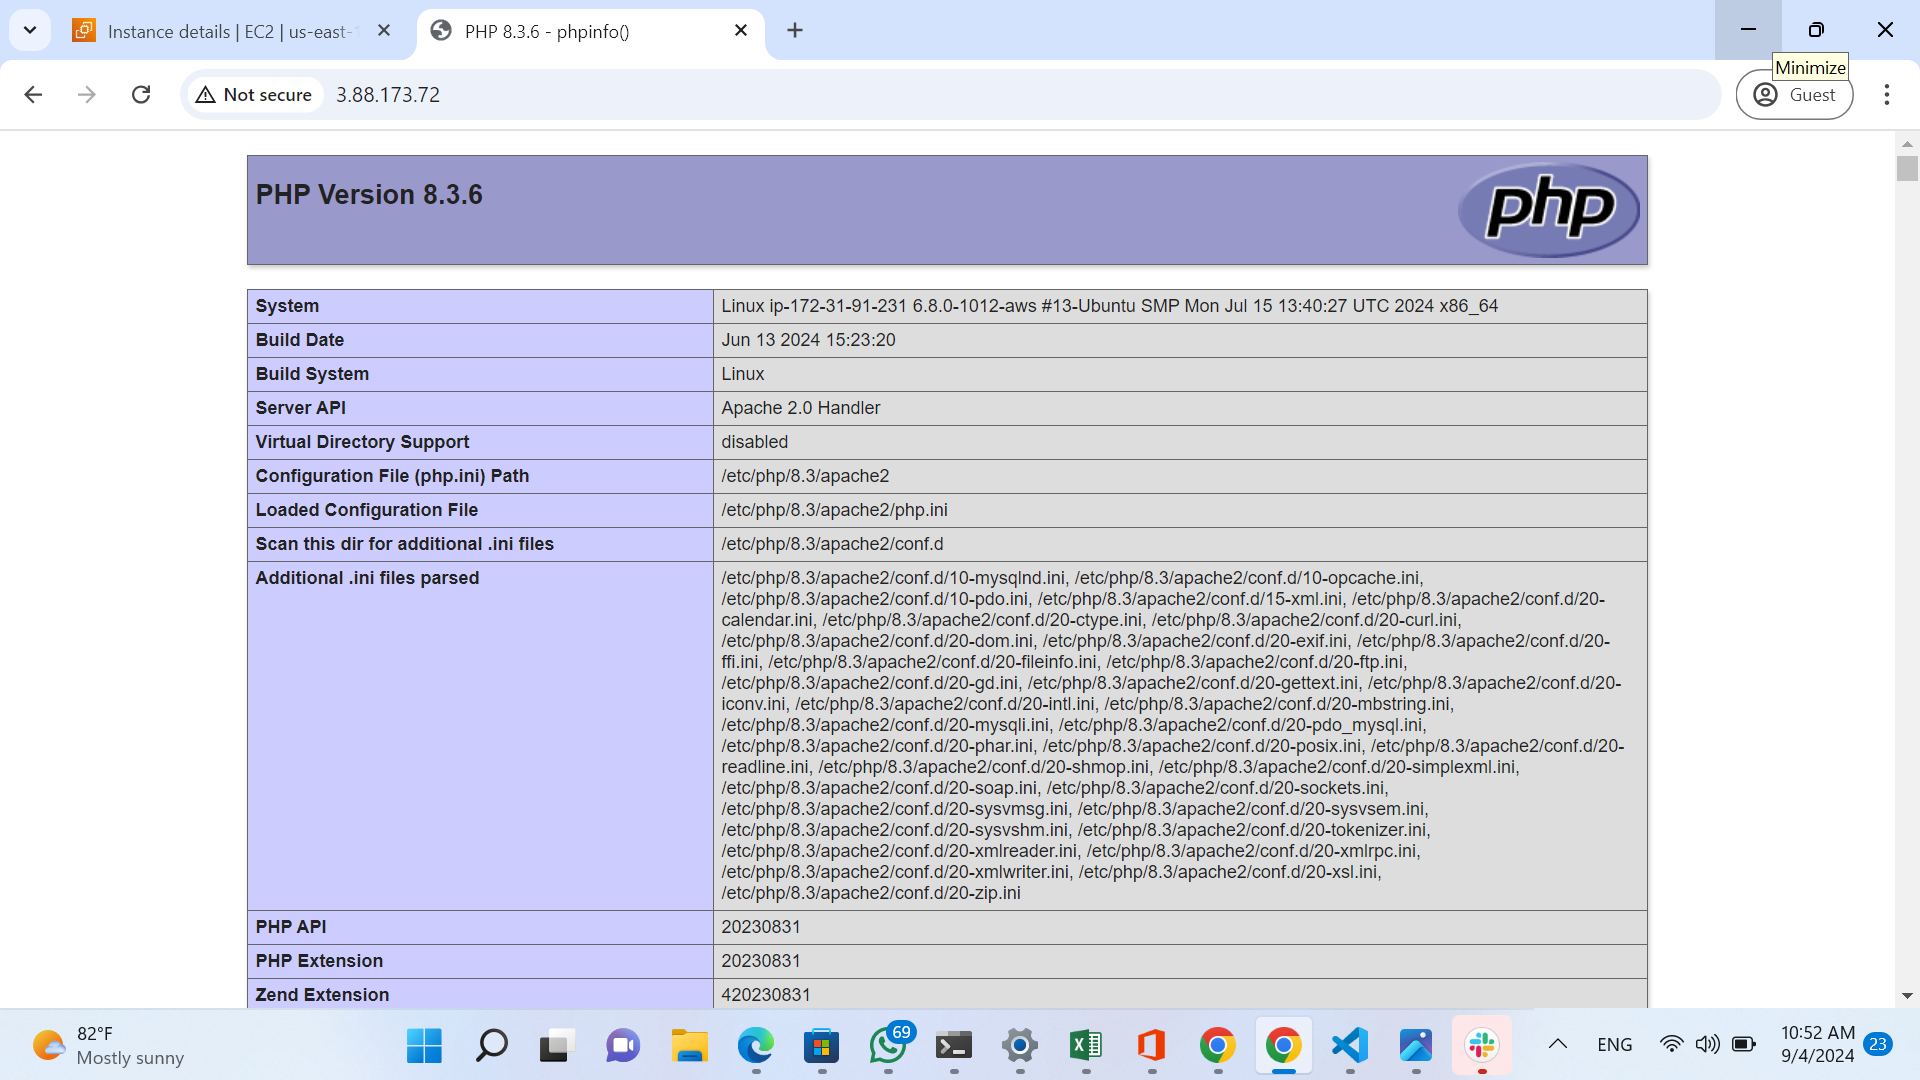 Instance details | EC2 | us-east-1
PHP 8.3.6 - phpinfo()
Minimize
Not secure
3.88.173.72
Guest
PHP Version 8.3.6
php
System
Linux ip-172-31-91-231 6.8.0-1012-aws #13-Ubuntu SMP Mon Jul 15 13:40:27 UTC 2024 x86_64
Build Date
Jun 13 2024 15:23:20
Build System
Linux
Server API
Apache 2.0 Handler
Virtual Directory Support
disabled
Configuration File (php.ini) Path
/etc/php/8.3/apache2
Loaded Configuration File
/etc/php/8.3/apache2/php.ini
Scan this dir for additional .ini files
/etc/php/8.3/apache2/conf.d
Additional .ini files parsed
/etc/php/8.3/apache2/conf.d/10-mysqlnd.ini, /etc/php/8.3/apache2/conf.d/10-opcache.ini,
/etc/php/8.3/apache2/conf.d/10-pdo.ini, /etc/php/8.3/apache2/conf.d/15-xml.ini, /etc/php/8.3/apache2/conf.d/20-
calendar.ini, /etc/php/8.3/apache2/conf.d/20-ctype.ini, /etc/php/8.3/apache2/conf.d/20-curl.ini,
/etc/php/8.3/apache2/conf.d/20-dom.ini, /etc/php/8.3/apache2/conf.d/20-exif.ini, /etc/php/8.3/apache2/conf.d/20-
ffi.ini, /etc/php/8.3/apache2/conf.d/20-fileinfo.ini, /etc/php/8.3/apache2/conf.d/20-ftp.ini,
/etc/php/8.3/apache2/conf.d/20-gd.ini, /etc/php/8.3/apache2/conf.d/20-gettext.ini, /etc/php/8.3/apache2/conf.d/20-
iconv.ini, /etc/php/8.3/apache2/conf.d/20-intl.ini, /etc/php/8.3/apache2/conf.d/20-mbstring.ini,
/etc/php/8.3/apache2/conf.d/20-mysqli.ini, /etc/php/8.3/apache2/conf.d/20-pdo_mysql.ini,
/etc/php/8.3/apache2/conf.d/20-phar.ini, /etc/php/8.3/apache2/conf.d/20-posix.ini, /etc/php/8.3/apache2/conf.d/20-
readline.ini, /etc/php/8.3/apache2/conf.d/20-shmop.ini, /etc/php/8.3/apache2/conf.d/20-simplexml.ini,
/etc/php/8.3/apache2/conf.d/20-soap.ini, /etc/php/8.3/apache2/conf.d/20-sockets.ini,
/etc/php/8.3/apache2/conf.d/20-sysvmsg.ini, /etc/php/8.3/apache2/conf.d/20-sysvsem.ini,
/etc/php/8.3/apache2/conf.d/20-sysvshm.ini, /etc/php/8.3/apache2/conf.d/20-tokenizer.ini,
/etc/php/8.3/apache2/conf.d/20-xmlreader.ini, /etc/php/8.3/apache2/conf.d/20-xmlrpc.ini,
/etc/php/8.3/apache2/conf.d/20-xmlwriter.ini, /etc/php/8.3/apache2/conf.d/20-xsl.ini,
/etc/php/8.3/apache2/conf.d/20-zip.ini
PHP API
20230831
PHP Extension
20230831
Zend Extension
420230831
82°F
Mostly sunny
69
ENG
10:52 AM
9/4/2024
23